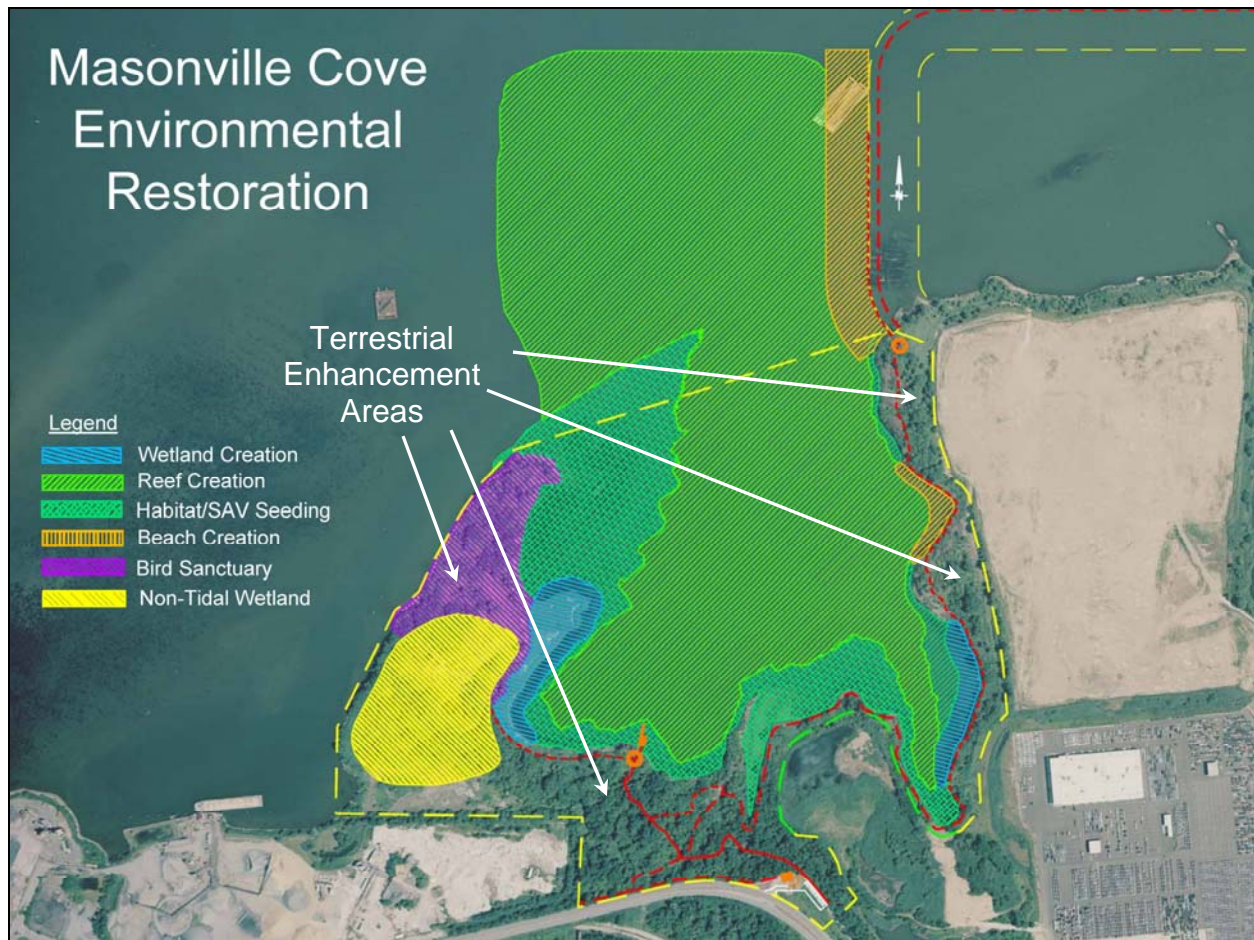 Masonville Cove
Environmental
Restoration
Terrestrial
Enhancement
Areas
Legend
Wetland Creation
Reef Creation
Habitat/SAV Seeding
Beach Creation
Bird Sanctuary
Non-Tidal Wetland